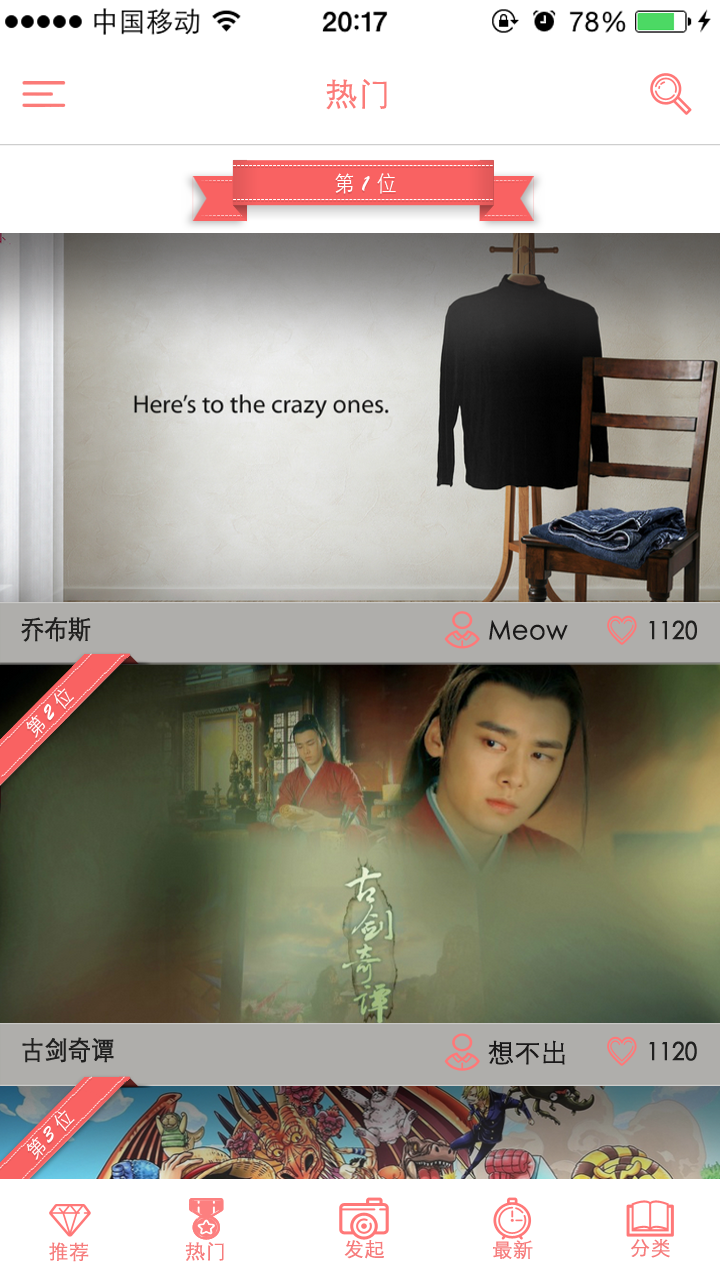 中国移动 20:17 78%
热门
第1位
Here's to the crazy ones.
乔布斯 Meow 1120
第2位
古剑奇谭
古剑奇谭 想不出 1120
第3位
推荐 热门 发起 最新 分类